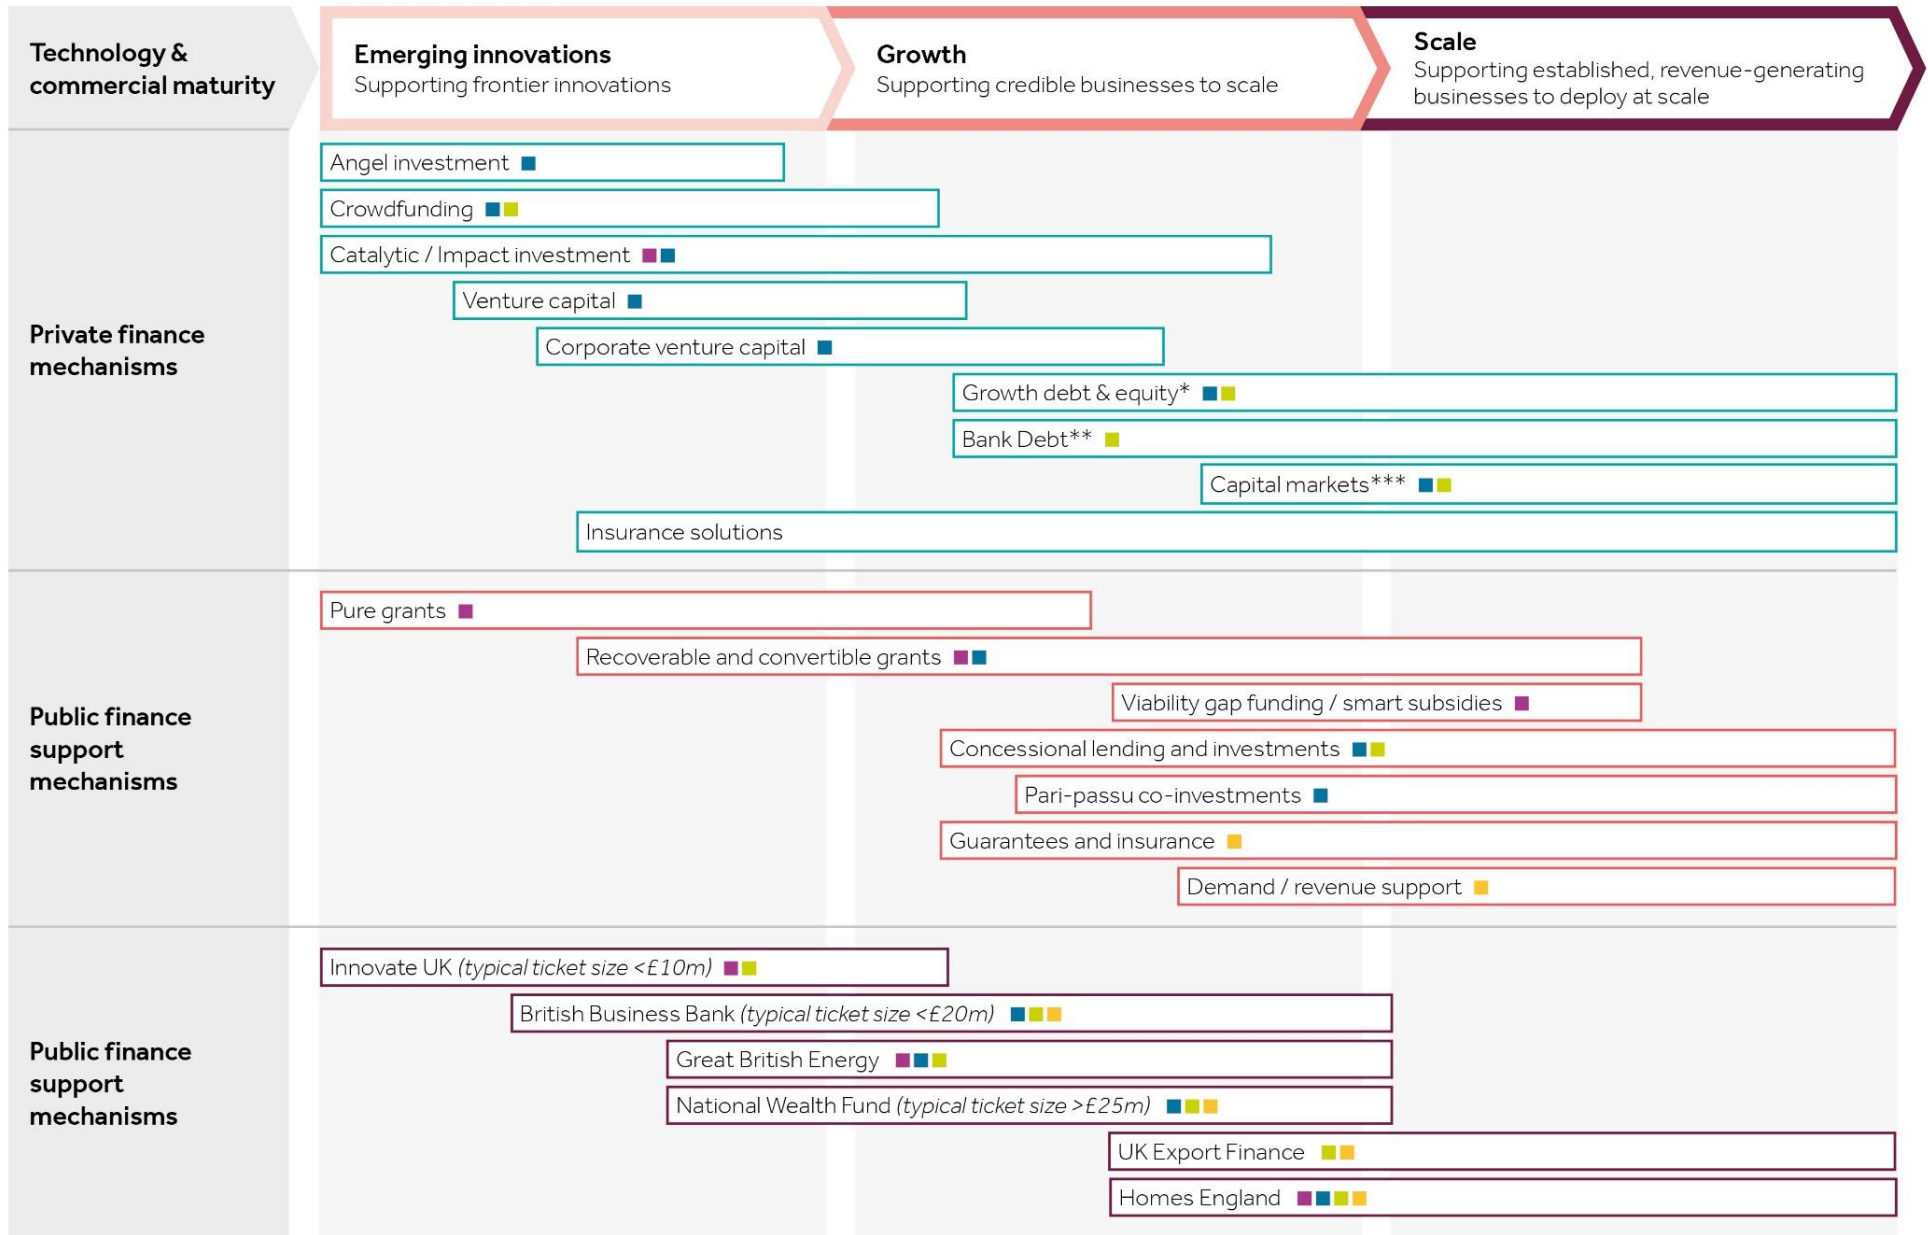 Technology &
commercial maturity
Emerging innovations
Supporting frontier innovations
Growth
Supporting credible businesses to scale
Scale
Supporting established, revenue-generating
businesses to deploy at scale
Private finance
mechanisms
Angel investment
Crowdfunding
Catalytic / Impact investment
Venture capital
Corporate venture capital
Growth debt & equity*
Bank Debt**
Capital markets***
Insurance solutions
Public finance
support
mechanisms
Pure grants
Recoverable and convertible grants
Viability gap funding / smart subsidies
Concessional lending and investments
Pari-passu co-investments
Guarantees and insurance
Demand / revenue support
Public finance
support
mechanisms
Innovate UK (typical ticket size <£10m)
British Business Bank (typical ticket size <£20m)
Great British Energy
National Wealth Fund (typical ticket size >£25m)
UK Export Finance
Homes England